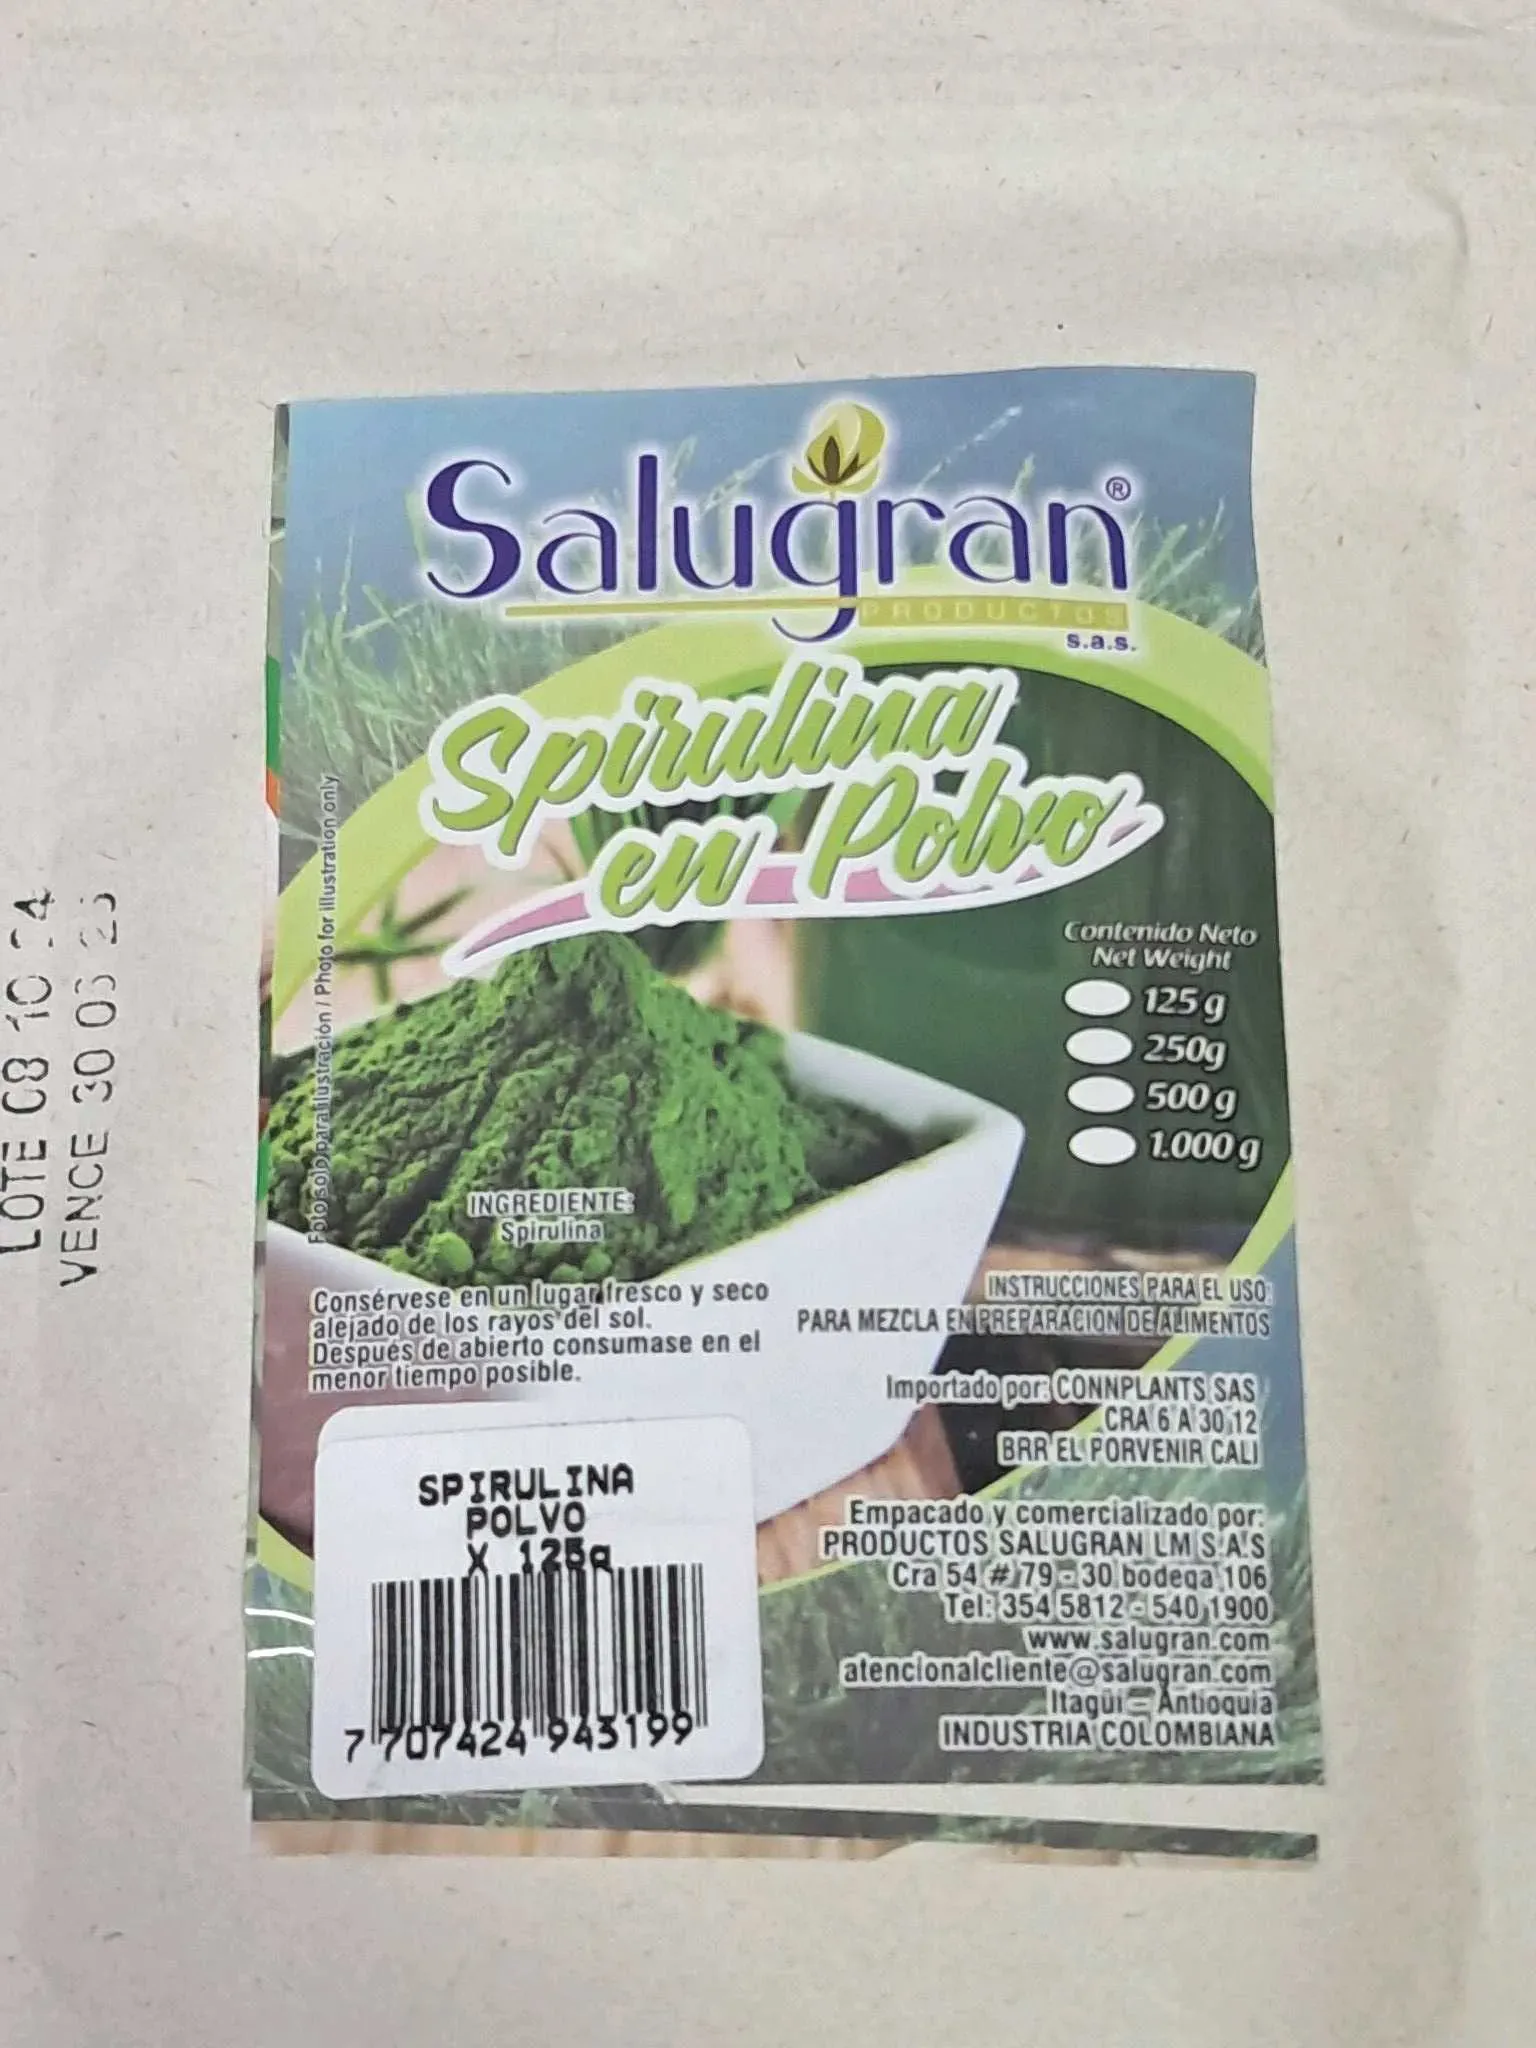 Salugran®
PRODUCTOS
s.a.s.
Spirulina
en Polvo
Contenido Neto
Net Weight
125 g
250g
500 g
1.000 g
Foto solo para ilustración / Photo for illustration only
LOTE 08 10 24
VENCE 30
INGREDIENTE:
Spirulina
Consérvese en un lugar fresco y seco
alejado de los rayos del sol.
Después de abierto consumase en el
menor tiempo posible.
INSTRUCCIONES PARA EL USO:
PARA MEZCLA EN PREPARACION DE ALIMENTOS
Importado por: CONNPLANTS SAS
CRA 6 A 30 12
BRR EL PORVENIR CALI
Empacado y comercializado por:
PRODUCTOS SALUGRAN LM S.A.S
Cra 54 # 79 - 30 bodega 106
Tel: 354 5812 - 540 1900
www.salugran.com
atencionalcliente@salugran.com
Itagüi - Antioquia
INDUSTRIA COLOMBIANA
SPIRULINA
POLVO
X 125g
7 707424 943199